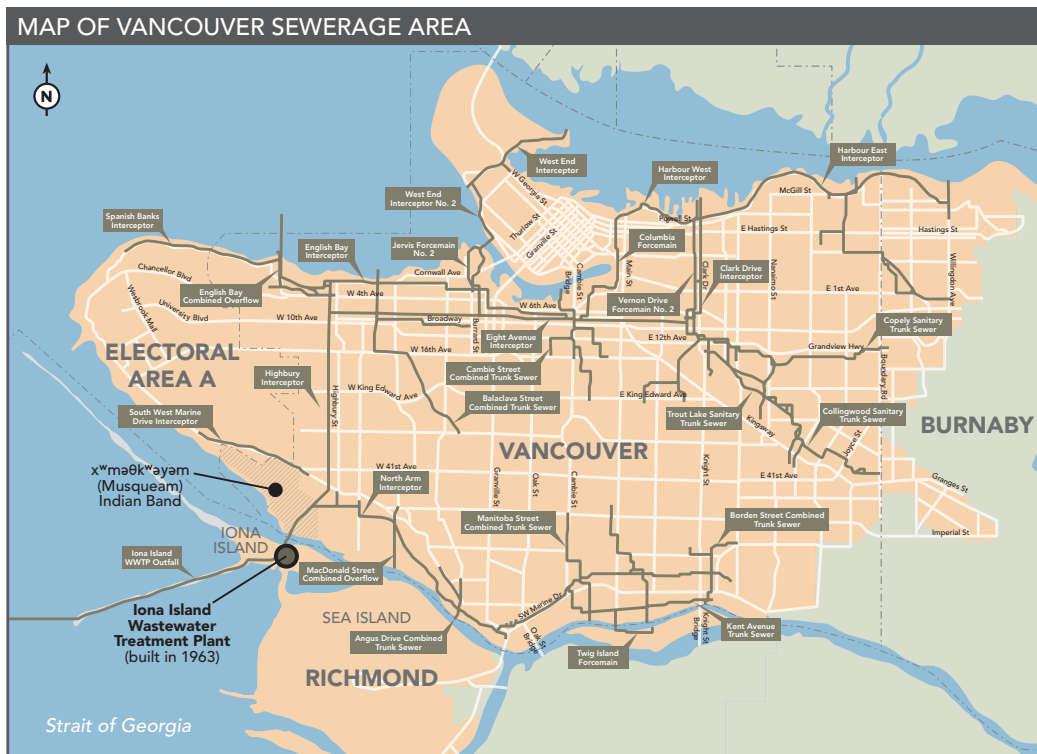 MAP OF VANCOUVER SEWERAGE AREA
N
West End
Interceptor
Harbour West
Interceptor
Harbour East
Interceptor
McGill St
West End
Interceptor No. 2
W Georgia St
Thurlow St
Granville St
Powell St
E Hastings St
Hastings St
Spanish Banks
Interceptor
English Bay
Interceptor
Jervis Forcemain
No. 2
Columbia
Forcemain
Cornwall Ave
Chancellor Blvd
Cambie St
Bridge
Main St
Clark Dr
Clark Drive
Interceptor
Nanaimo St
Willingdon Ave
English Bay
Combined Overflow
W 4th Ave
W 6th Ave
Vernon Drive
Forcemain No. 2
E 1st Ave
Wesbrook Mall
University Blvd
W 10th Ave
Broadway
Burrard St
Eight Avenue
Interceptor
E 12th Ave
Copely Sanitary
Trunk Sewer
Grandview Hwy
W 16th Ave
ELECTORAL
AREA A
Highbury
Interceptor
Highbury St
Cambie Street
Combined Trunk Sewer
W King Edward Ave
E King Edward Ave
Boundary Rd
Balaclava Street
Combined Trunk Sewer
Trout Lake Sanitary
Trunk Sewer
Kingsway
Collingwood Sanitary
Trunk Sewer
Joyce St
South West Marine
Drive Interceptor
VANCOUVER
BURNABY
xʷməθkʷəy̓əm
(Musqueam)
Indian Band
W 41st Ave
North Arm
Interceptor
Granville St
Oak St
Cambie St
Knight St
E 41st Ave
Granges St
Imperial St
Manitoba Street
Combined Trunk Sewer
Borden Street Combined
Trunk Sewer
IONA
ISLAND
Iona Island
WWTP Outfall
MacDonald Street
Combined Overflow
Iona Island
Wastewater
Treatment Plant
(built in 1963)
SEA ISLAND
SW Marine Dr
Angus Drive Combined
Trunk Sewer
Oak St
Bridge
Twig Island
Forcemain
Knight St
Bridge
Kent Avenue
Trunk Sewer
RICHMOND
Strait of Georgia